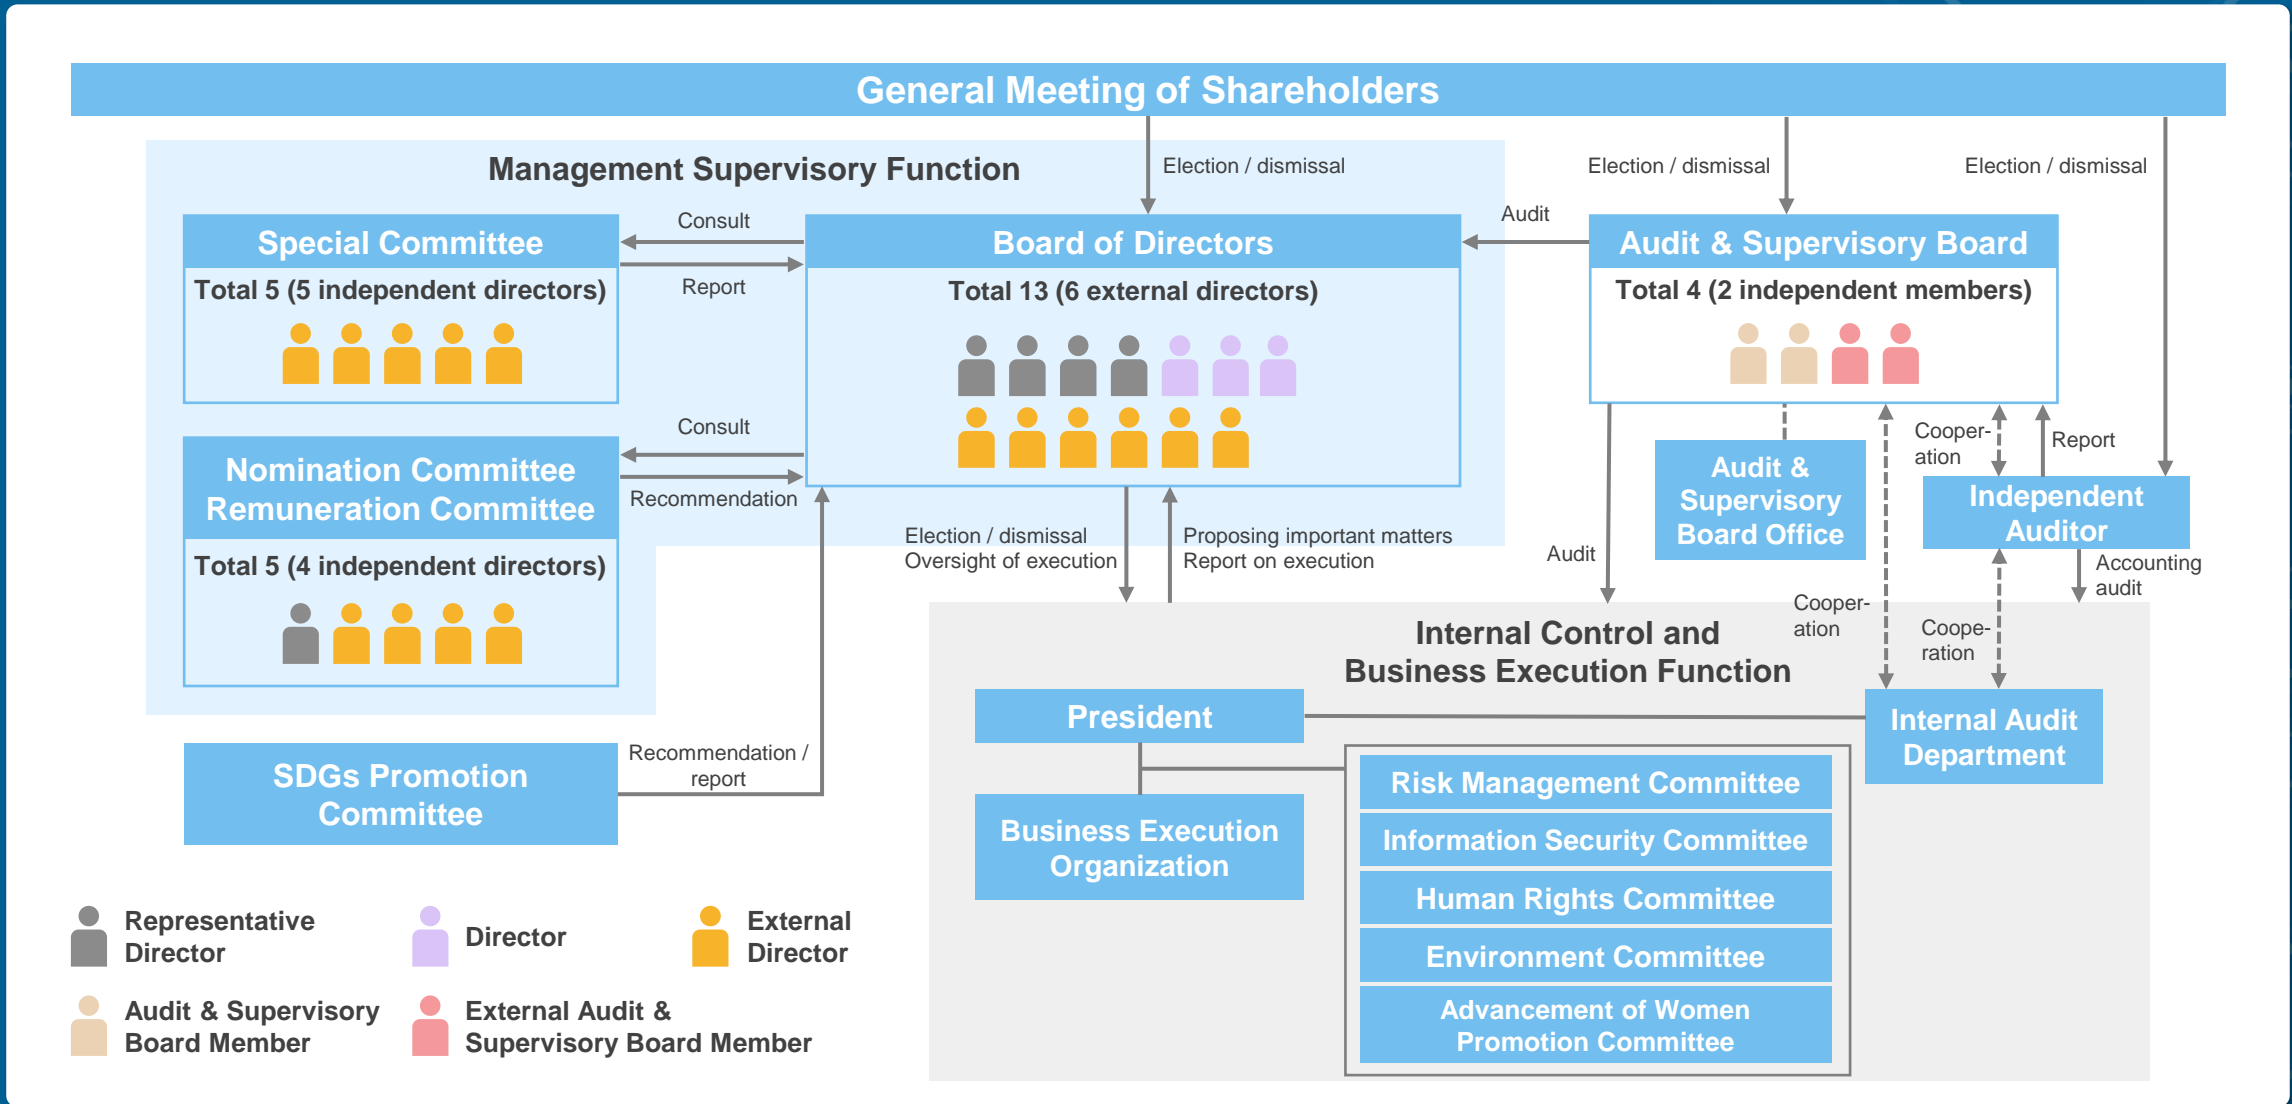 General Meeting of Shareholders
Management Supervisory Function
Election / dismissal
Election / dismissal
Election / dismissal
Special Committee
Total 5 (5 independent directors)
Consult
Report
Board of Directors
Total 13 (6 external directors)
Audit
Audit & Supervisory Board
Total 4 (2 independent members)
Nomination Committee
Remuneration Committee
Total 5 (4 independent directors)
Consult
Recommendation
Election / dismissal
Oversight of execution
Proposing important matters
Report on execution
Audit
Audit &
Supervisory
Board Office
Cooper-
ation
Report
Independent
Auditor
Accounting
audit
Cooper-
ation
Coope-
ration
Internal Control and
Business Execution Function
President
Internal Audit
Department
SDGs Promotion
Committee
Recommendation /
report
Business Execution
Organization
Risk Management Committee
Information Security Committee
Human Rights Committee
Environment Committee
Advancement of Women
Promotion Committee
Representative
Director
Director
External
Director
Audit & Supervisory
Board Member
External Audit &
Supervisory Board Member